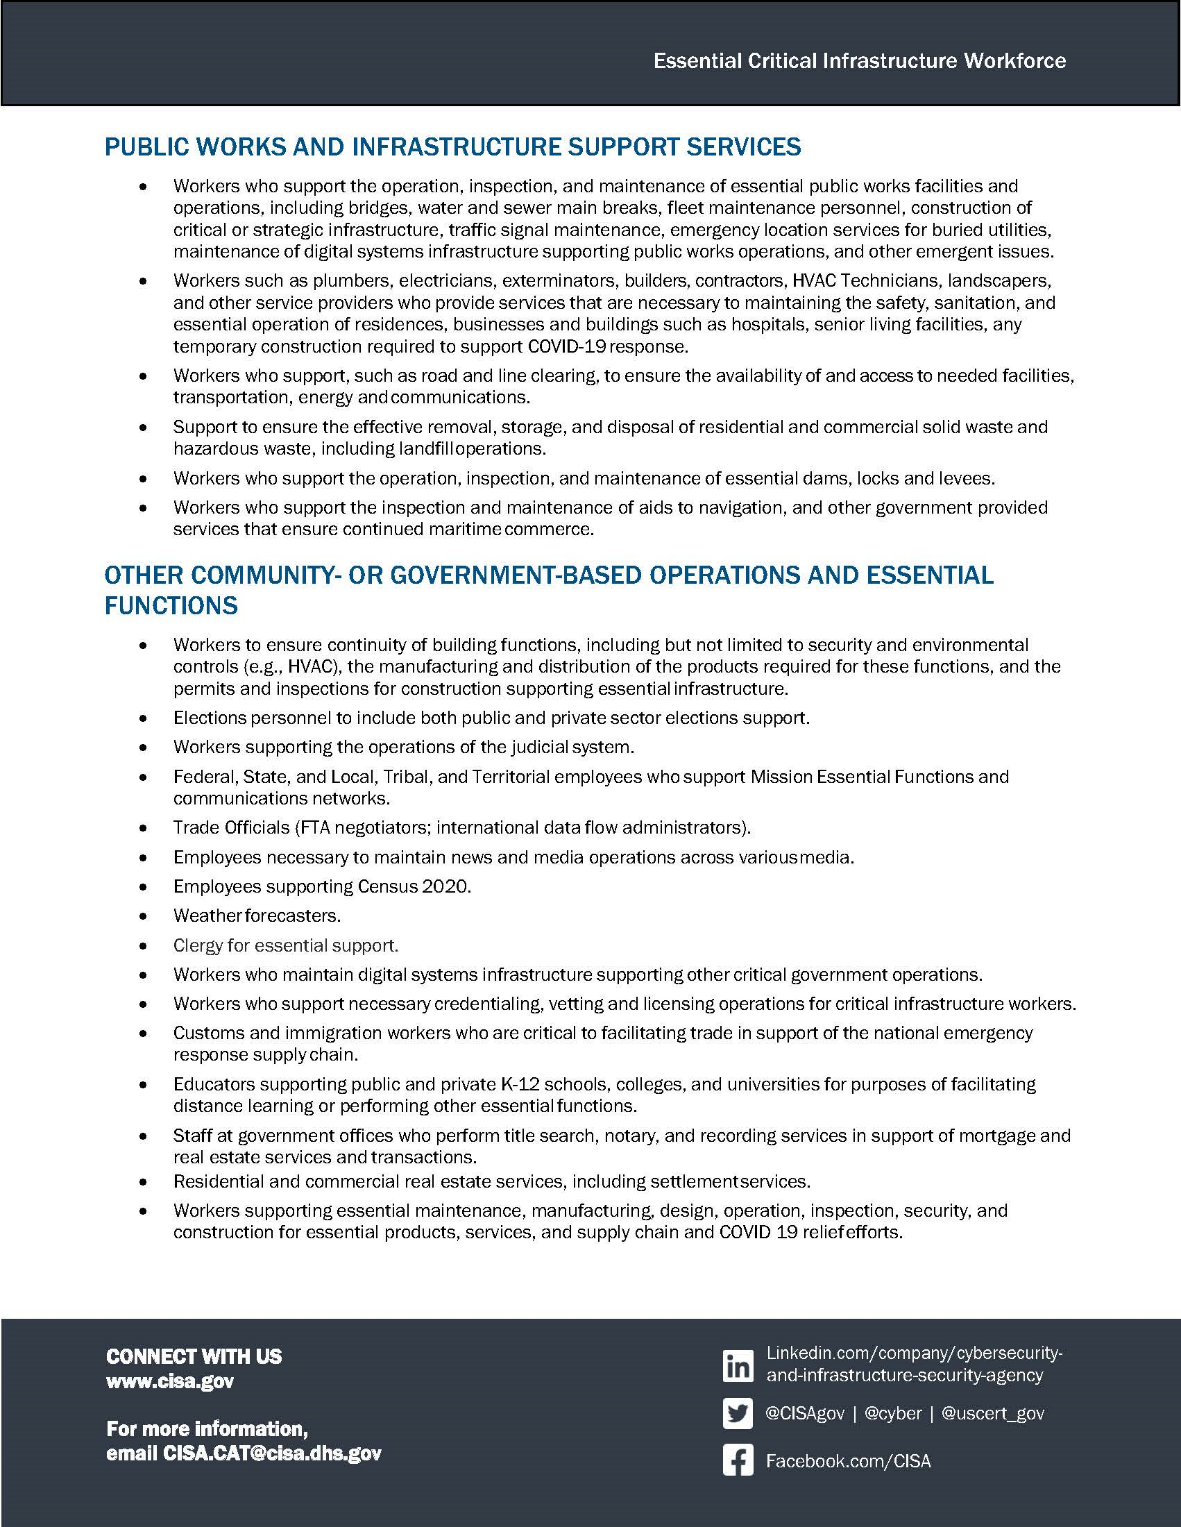 Essential Critical Infrastructure Workforce
PUBLIC WORKS AND INFRASTRUCTURE SUPPORT SERVICES
• Workers who support the operation, inspection, and maintenance of essential public works facilities and
operations, including bridges, water and sewer main breaks, fleet maintenance personnel, construction of
critical or strategic infrastructure, traffic signal maintenance, emergency location services for buried utilities,
maintenance of digital systems infrastructure supporting public works operations, and other emergent issues.
• Workers such as plumbers, electricians, exterminators, builders, contractors, HVAC Technicians, landscapers,
and other service providers who provide services that are necessary to maintaining the safety, sanitation, and
essential operation of residences, businesses and buildings such as hospitals, senior living facilities, any
temporary construction required to support COVID-19 response.
• Workers who support, such as road and line clearing, to ensure the availability of and access to needed facilities,
transportation, energy and communications.
• Support to ensure the effective removal, storage, and disposal of residential and commercial solid waste and
hazardous waste, including landfill operations.
• Workers who support the operation, inspection, and maintenance of essential dams, locks and levees.
• Workers who support the inspection and maintenance of aids to navigation, and other government provided
services that ensure continued maritime commerce.
OTHER COMMUNITY- OR GOVERNMENT-BASED OPERATIONS AND ESSENTIAL
FUNCTIONS
• Workers to ensure continuity of building functions, including but not limited to security and environmental
controls (e.g., HVAC), the manufacturing and distribution of the products required for these functions, and the
permits and inspections for construction supporting essential infrastructure.
• Elections personnel to include both public and private sector elections support.
• Workers supporting the operations of the judicial system.
• Federal, State, and Local, Tribal, and Territorial employees who support Mission Essential Functions and
communications networks.
• Trade Officials (FTA negotiators; international data flow administrators).
• Employees necessary to maintain news and media operations across various media.
• Employees supporting Census 2020.
• Weather forecasters.
• Clergy for essential support.
• Workers who maintain digital systems infrastructure supporting other critical government operations.
• Workers who support necessary credentialing, vetting and licensing operations for critical infrastructure workers.
• Customs and immigration workers who are critical to facilitating trade in support of the national emergency
response supply chain.
• Educators supporting public and private K-12 schools, colleges, and universities for purposes of facilitating
distance learning or performing other essential functions.
• Staff at government offices who perform title search, notary, and recording services in support of mortgage and
real estate services and transactions.
• Residential and commercial real estate services, including settlement services.
• Workers supporting essential maintenance, manufacturing, design, operation, inspection, security, and
construction for essential products, services, and supply chain and COVID 19 relief efforts.
CONNECT WITH US
www.cisa.gov
For more information,
email CISA.CAT@cisa.dhs.gov
in
Linkedin.com/company/cybersecurity-
and-infrastructure-security-agency
@CISAgov | @cyber | @uscert_gov
Facebook.com/CISA